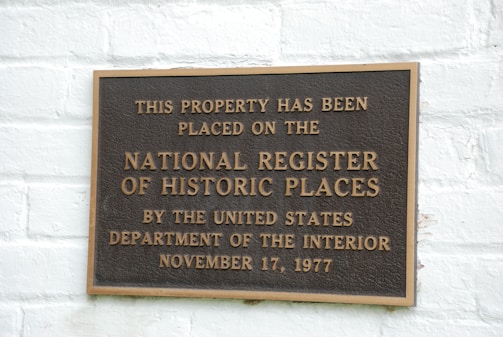 THIS PROPERTY HAS BEEN
PLACED ON THE
NATIONAL REGISTER
OF HISTORIC PLACES
BY THE UNITED STATES
DEPARTMENT OF THE INTERIOR
NOVEMBER 17, 1977